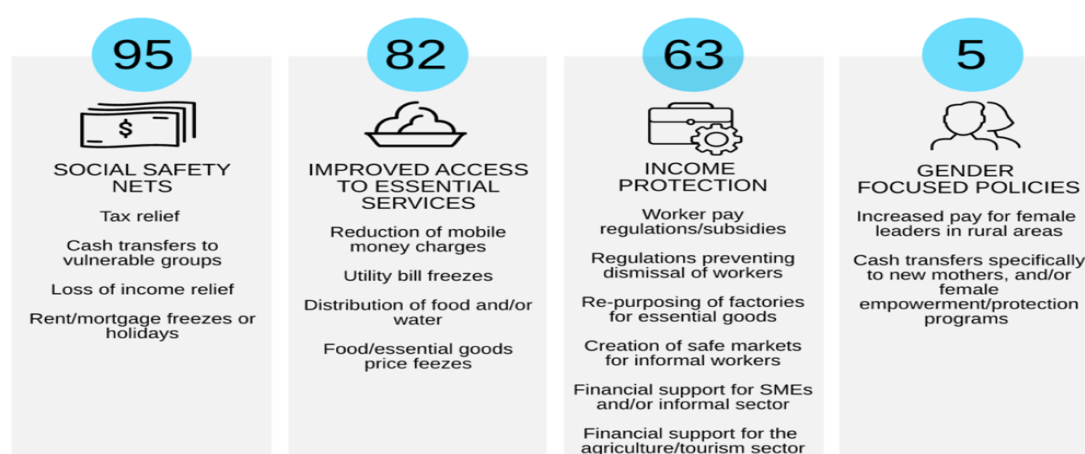 95
$
SOCIAL SAFETY
NETS
Tax relief
Cash transfers to
vulnerable groups
Loss of income relief
Rent/mortgage freezes or
holidays
82
IMPROVED ACCESS
TO ESSENTIAL
SERVICES
Reduction of mobile
money charges
Utility bill freezes
Distribution of food and/or
water
Food/essential goods
price feezes
63
INCOME
PROTECTION
Worker pay
regulations/subsidies
Regulations preventing
dismissal of workers
Re-purposing of factories
for essential goods
Creation of safe markets
for informal workers
Financial support for SMEs
and/or informal sector
Financial support for the
agriculture/tourism sector
5
GENDER
FOCUSED POLICIES
Increased pay for female
leaders in rural areas
Cash transfers specifically
to new mothers, and/or
female
empowerment/protection
programs